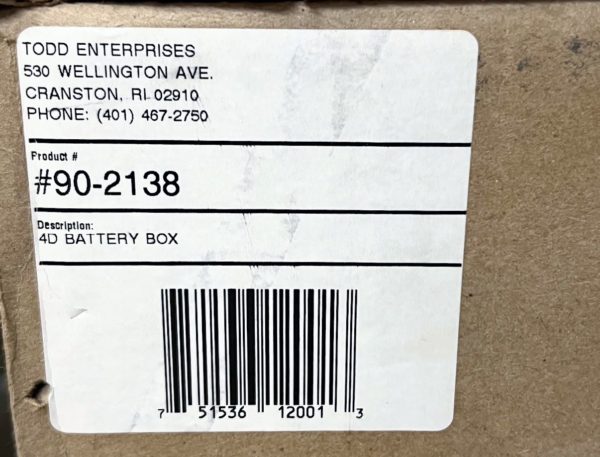 TODD ENTERPRISES
530 WELLINGTON AVE.
CRANSTON, RI 02910
PHONE: (401) 467-2750
Product #
#90-2138
Description:
4D BATTERY BOX
7 51536 12001 3